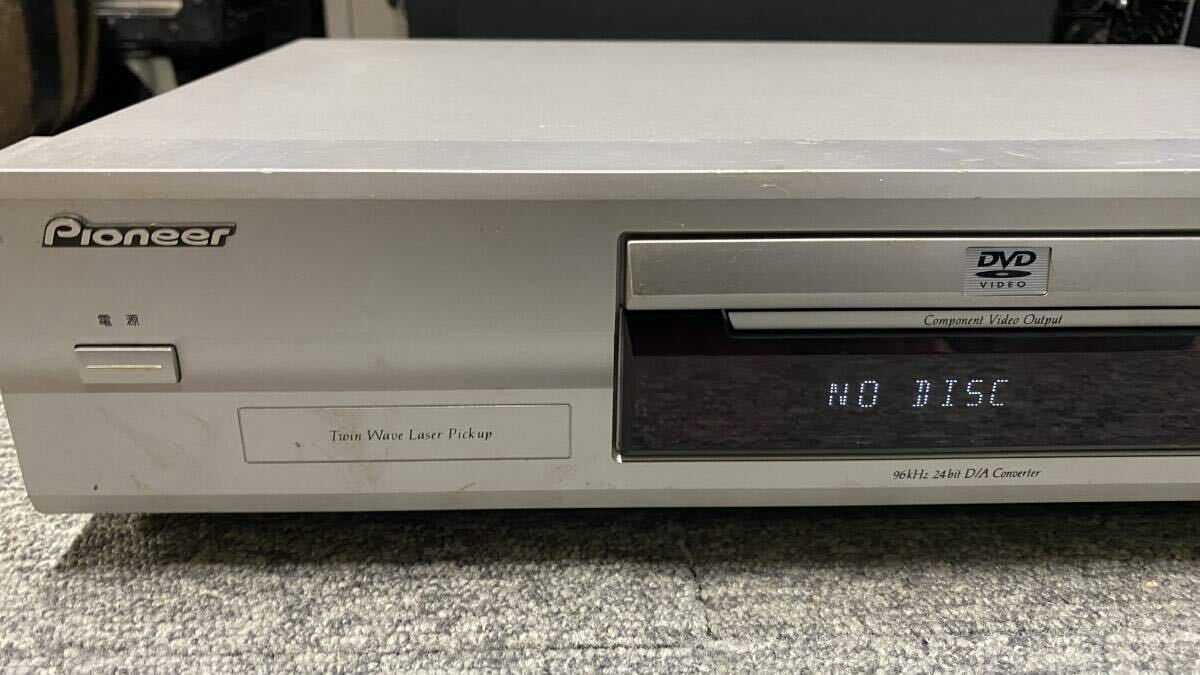 Pioneer
電源
Twin Wave Laser Pickup
DVD
VIDEO
Component Video Output
NO DISC
96kHz 24bit D/A Converter